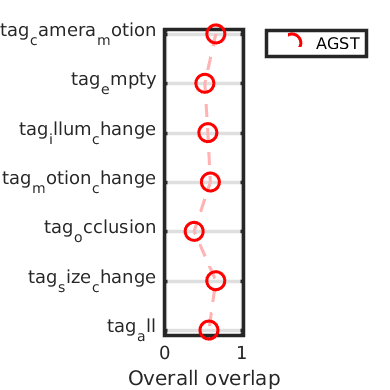 tag_camera_motion
AGST
tag_empty
tag_illum_change
tag_motion_change
tag_occlusion
tag_size_change
tag_all
0 1
Overall overlap